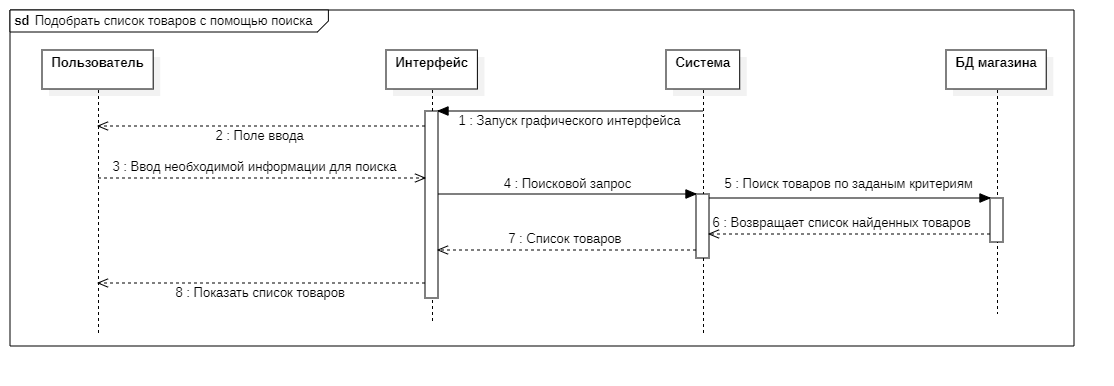 sd Подобрать список товаров с помощью поиска
Пользователь
Интерфейс
Система
БД магазина
1 : Запуск графического интерфейса
2 : Поле ввода
3 : Ввод необходимой информации для поиска
4 : Поисковой запрос
5 : Поиск товаров по заданым критериям
6 : Возвращает список найденных товаров
7 : Список товаров
8 : Показать список товаров